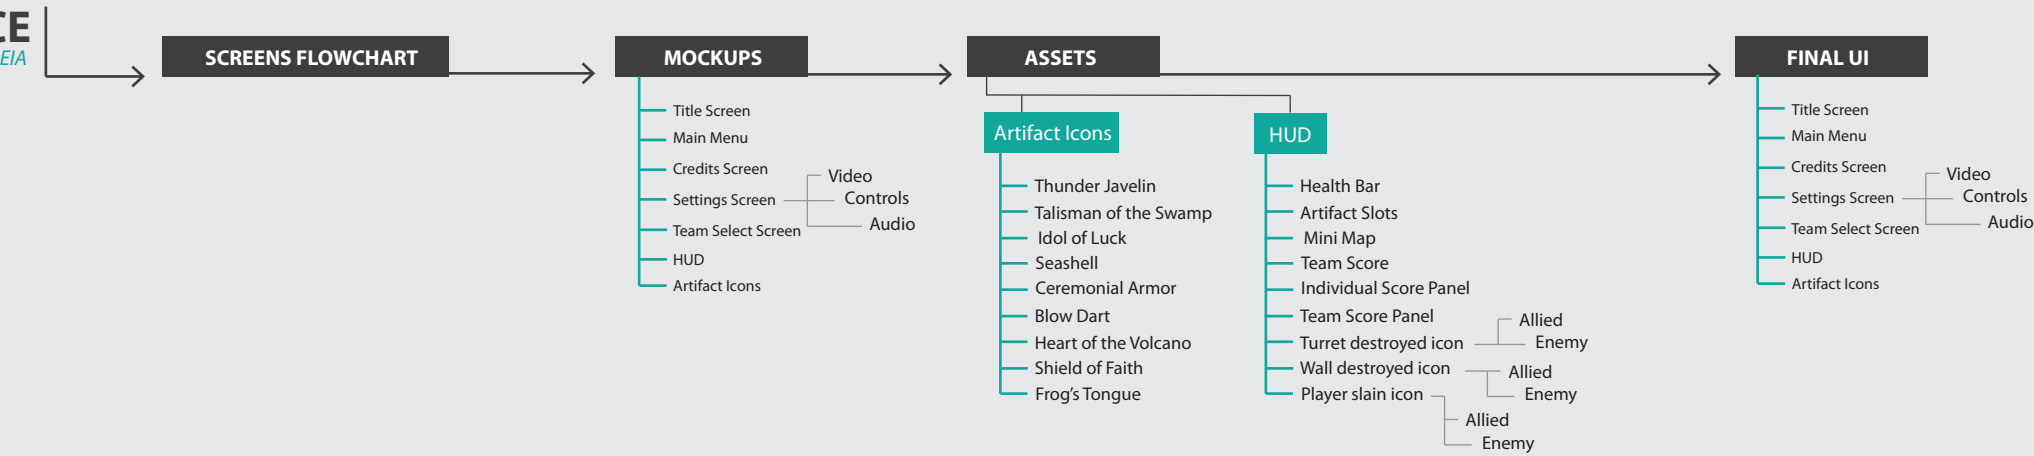 SCREENS FLOWCHART
MOCKUPS
Title Screen
Main Menu
Credits Screen
Settings Screen
Video
Controls
Audio
Team Select Screen
HUD
Artifact Icons
ASSETS
Artifact Icons
Thunder Javelin
Talisman of the Swamp
Idol of Luck
Seashell
Ceremonial Armor
Blow Dart
Heart of the Volcano
Shield of Faith
Frog's Tongue
HUD
Health Bar
Artifact Slots
Mini Map
Team Score
Individual Score Panel
Team Score Panel
Turret destroyed icon
Allied
Enemy
Wall destroyed icon
Allied
Enemy
Player slain icon
Allied
Enemy
FINAL UI
Title Screen
Main Menu
Credits Screen
Settings Screen
Video
Controls
Audio
Team Select Screen
HUD
Artifact Icons